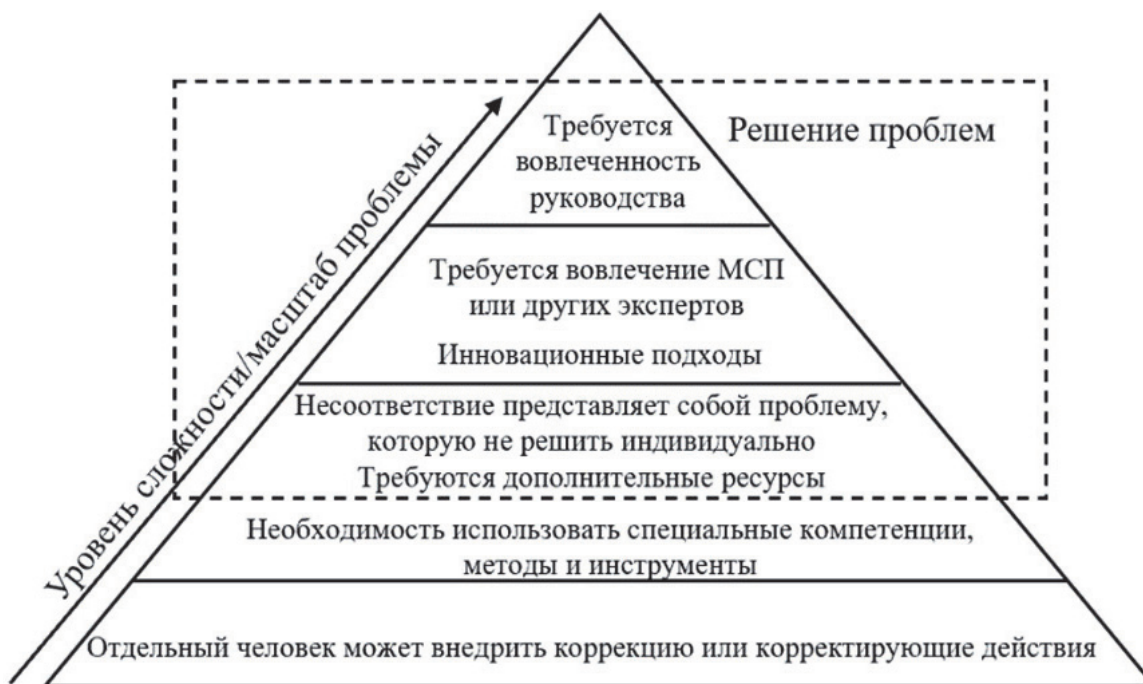 Требуется
вовлеченность
руководства
Решение проблем
Уровень сложности/масштаб проблемы
Требуется вовлечение МСП
или других экспертов
Инновационные подходы
Несоответствие представляет собой проблему,
которую не решить индивидуально
Требуются дополнительные ресурсы
Необходимость использовать специальные компетенции,
методы и инструменты
Отдельный человек может внедрить коррекцию или корректирующие действия